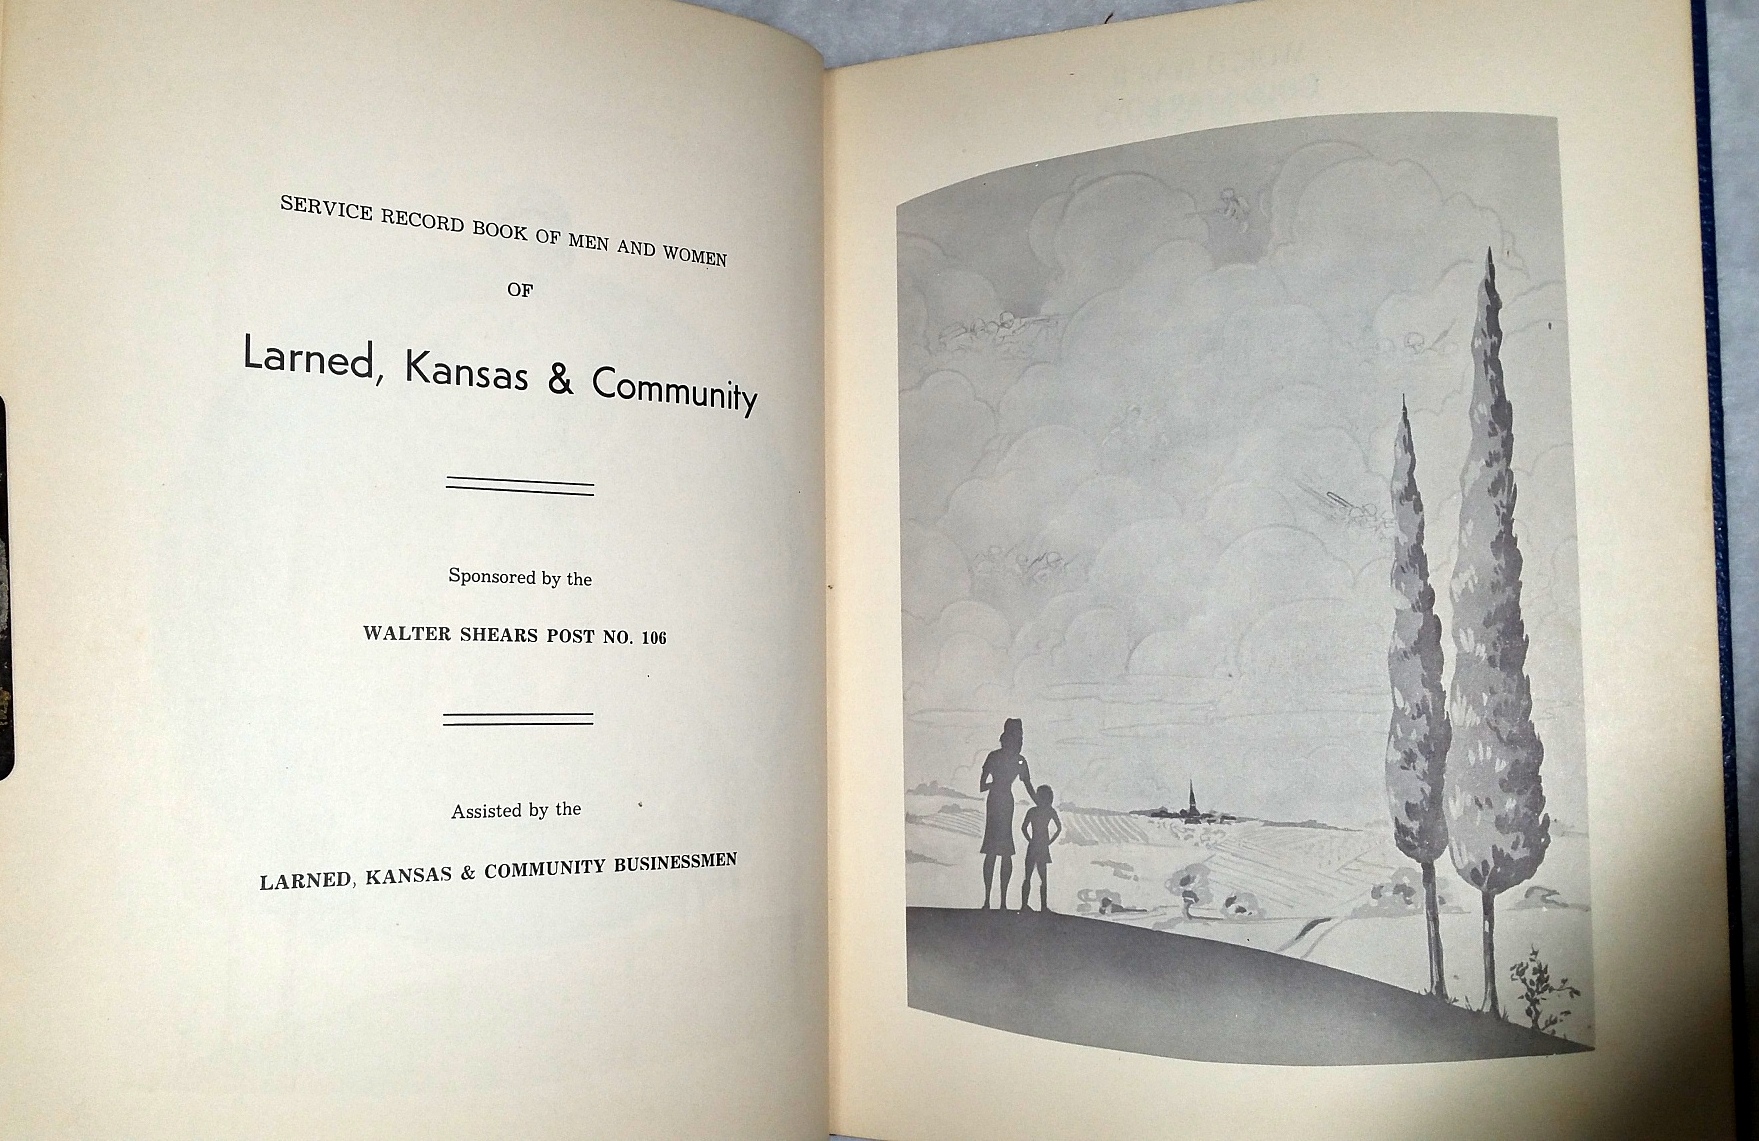 SERVICE RECORD BOOK OF MEN AND WOMEN
OF
Larned, Kansas & Community
Sponsored by the
WALTER SHEARS POST NO. 106
Assisted by the
LARNED, KANSAS & COMMUNITY BUSINESSMEN